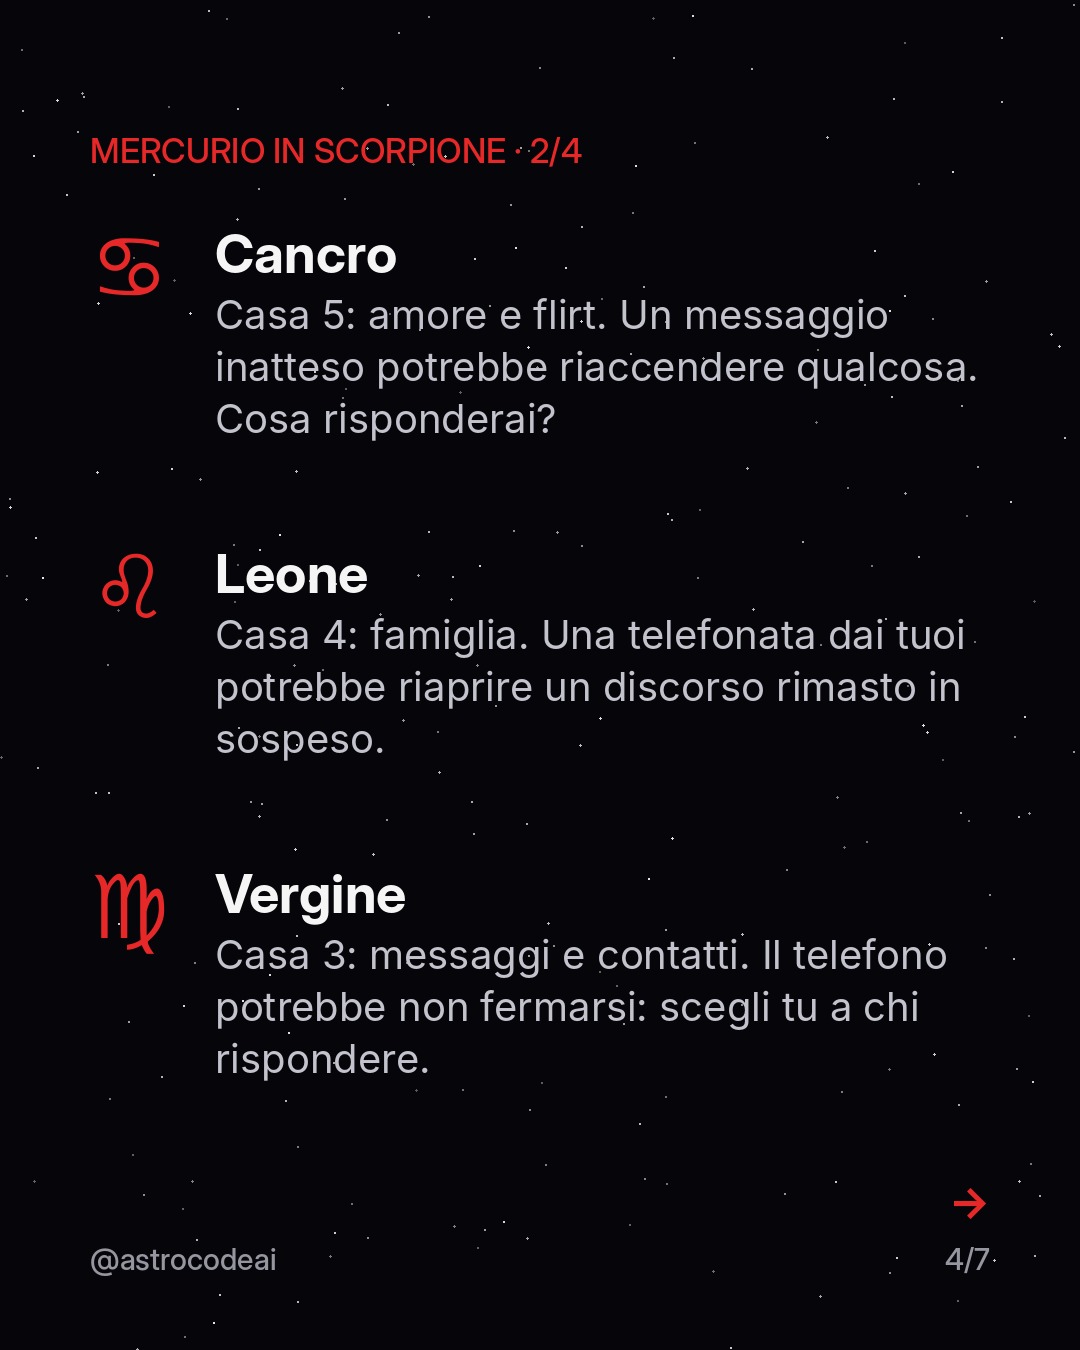 MERCURIO IN SCORPIONE · 2/4
♋ Cancro
Casa 5: amore e flirt. Un messaggio
inatteso potrebbe riaccendere qualcosa.
Cosa risponderai?
♌ Leone
Casa 4: famiglia. Una telefonata dai tuoi
potrebbe riaprire un discorso rimasto in
sospeso.
♍ Vergine
Casa 3: messaggi e contatti. Il telefono
potrebbe non fermarsi: scegli tu a chi
rispondere.
→
@astrocodeai
4/7